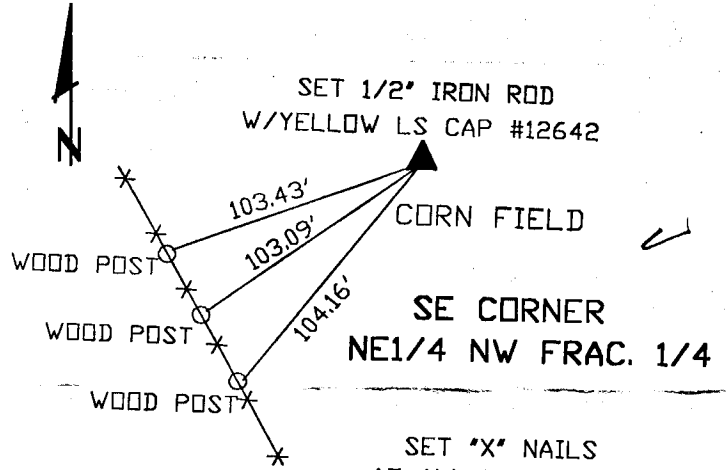 N
SET 1/2" IRON ROD
W/YELLOW LS CAP #12642
103.43'
CORN FIELD
103.09'
WOOD POST
104.16'
SE CORNER
WOOD POST
NE1/4 NW FRAC. 1/4
WOOD POST
SET "X" NAILS